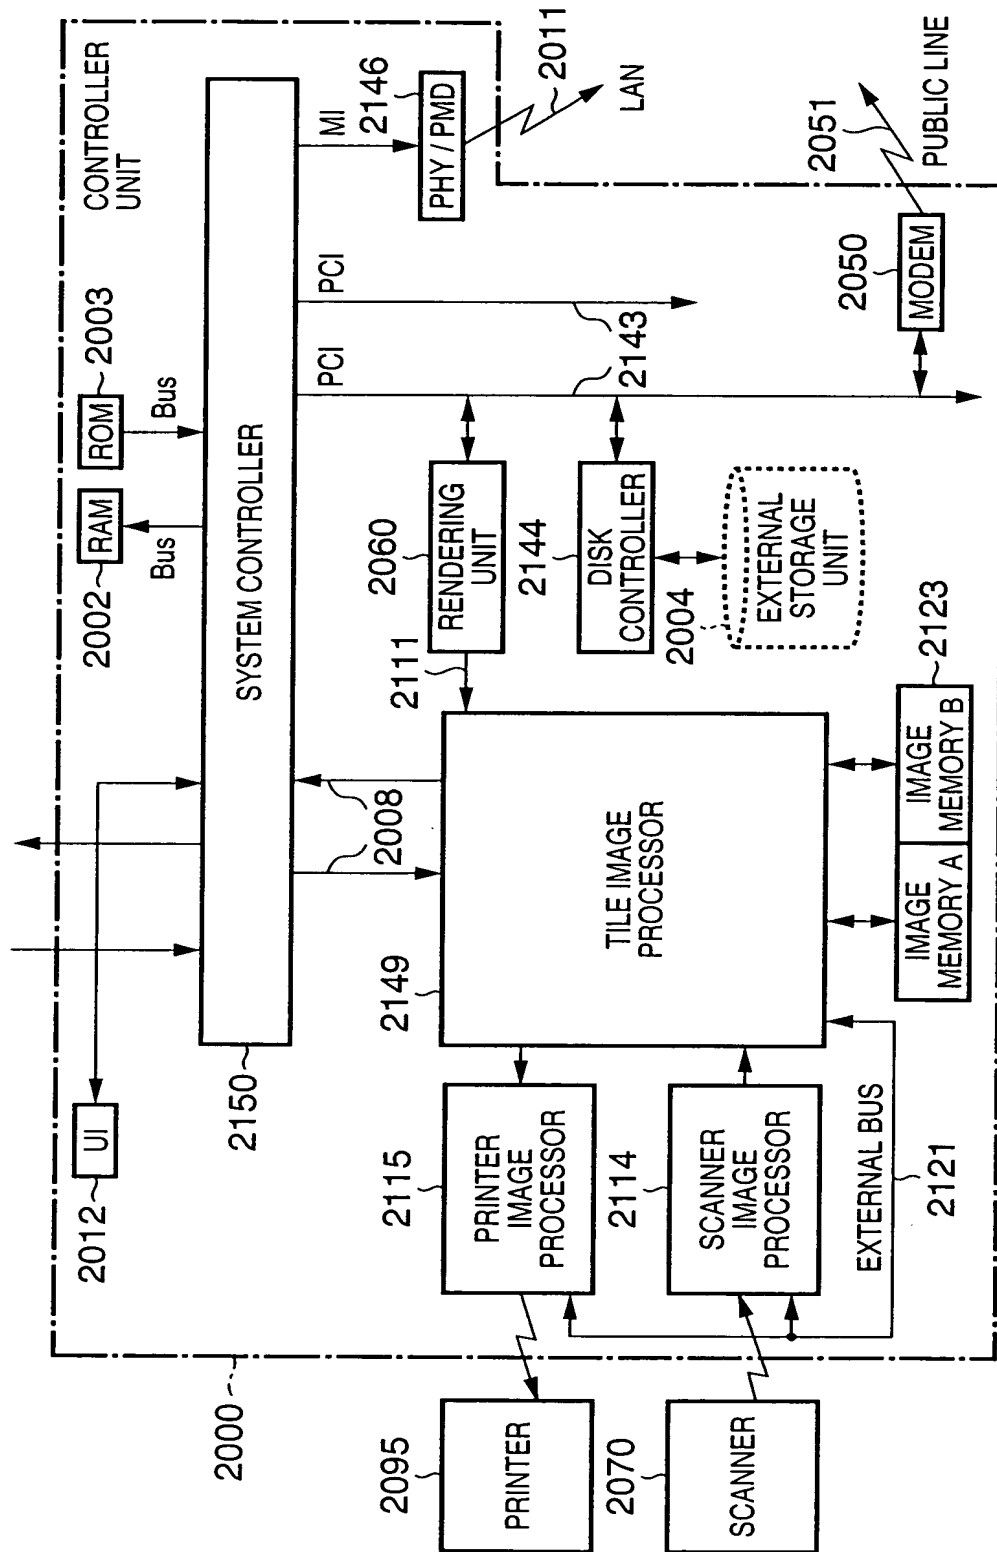 2000
CONTROLLER
UNIT
2012
UI
2002
RAM
Bus
2003
ROM
Bus
2150
SYSTEM CONTROLLER
MI
2146
PHY / PMD
2011
LAN
2008
2149
TILE IMAGE
PROCESSOR
2111
2060
RENDERING
UNIT
PCI
PCI
2143
2144
DISK
CONTROLLER
2004
EXTERNAL
STORAGE
UNIT
2050
MODEM
2051
PUBLIC LINE
2095
PRINTER
2115
PRINTER
IMAGE
PROCESSOR
2070
SCANNER
2114
SCANNER
IMAGE
PROCESSOR
EXTERNAL BUS
2121
IMAGE
MEMORY A
IMAGE
MEMORY B
2123